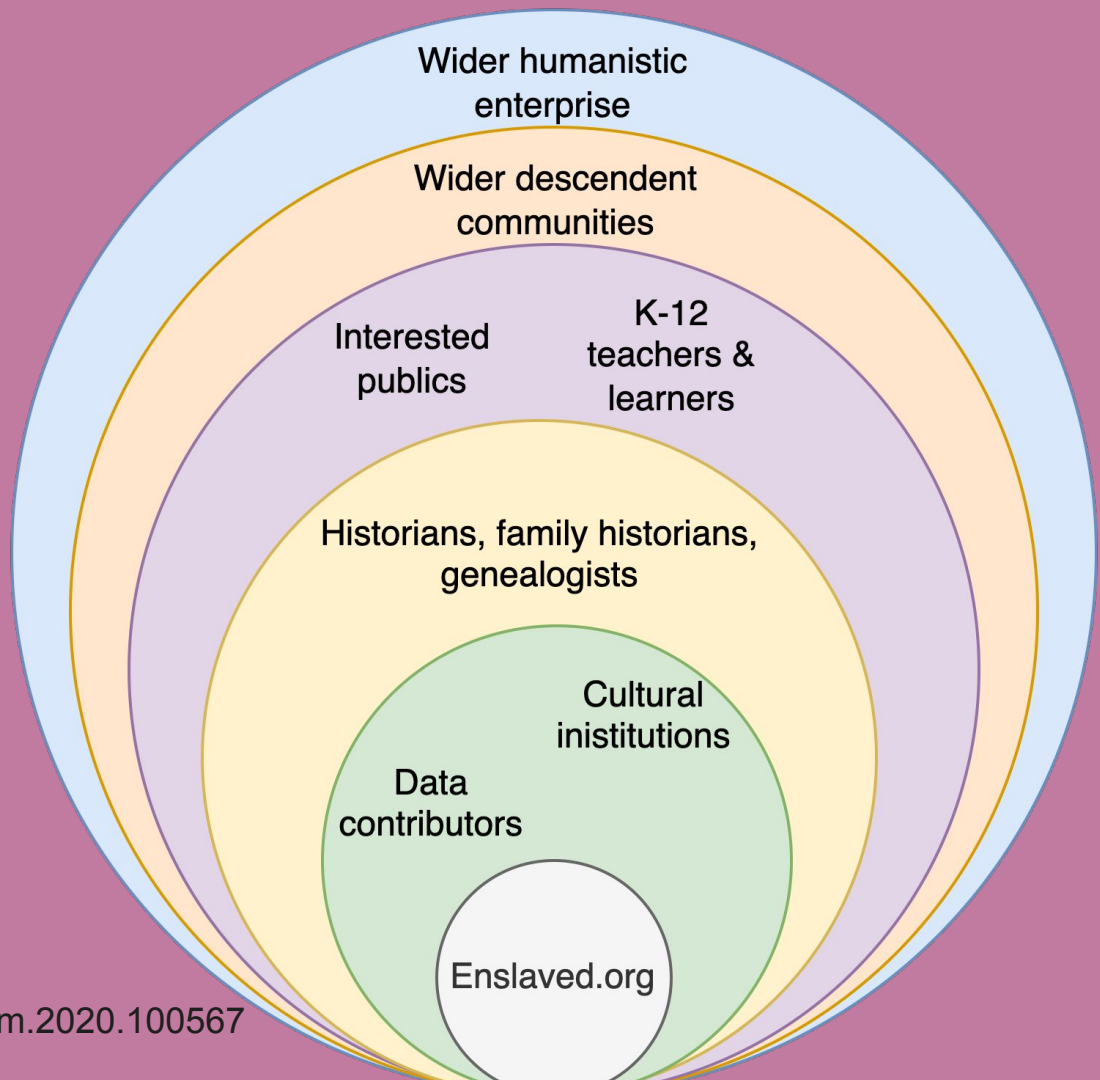 Wider humanistic
enterprise
Wider descendent
communities
Interested
publics
K-12
teachers &
learners
Historians, family historians,
genealogists
Cultural
inistitutions
Data
contributors
Enslaved.org
m.2020.100567